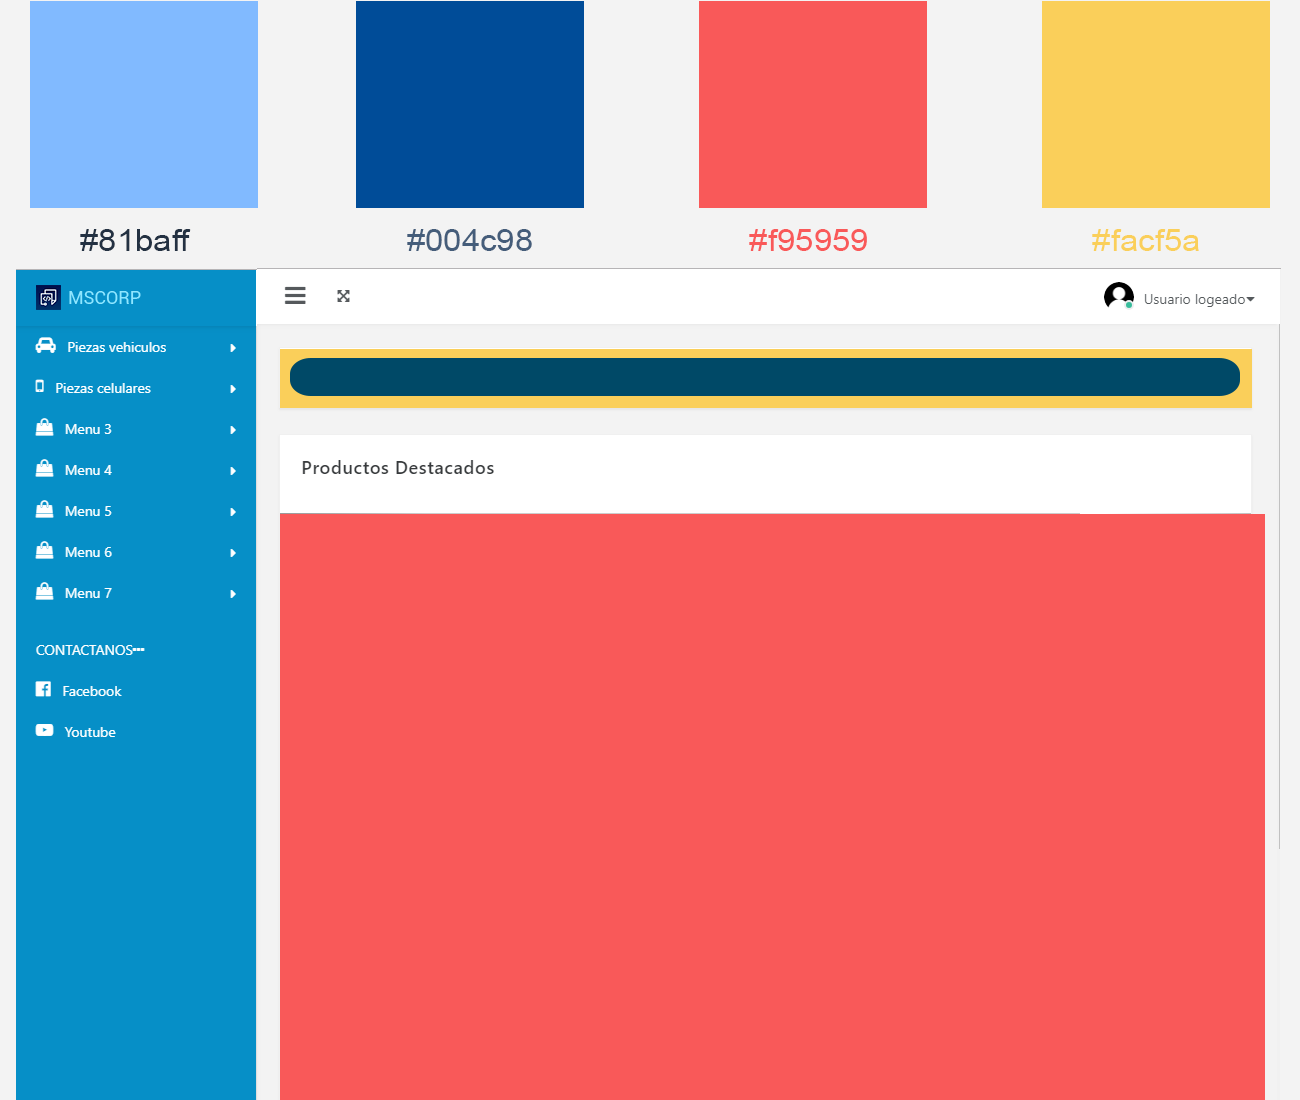 #81baff
#004c98
#f95959
#facf5a
MSCORP
Usuario logeado
Piezas vehiculos
Piezas celulares
Menu 3
Menu 4
Menu 5
Menu 6
Menu 7
CONTACTANOS
Facebook
Youtube
Productos Destacados